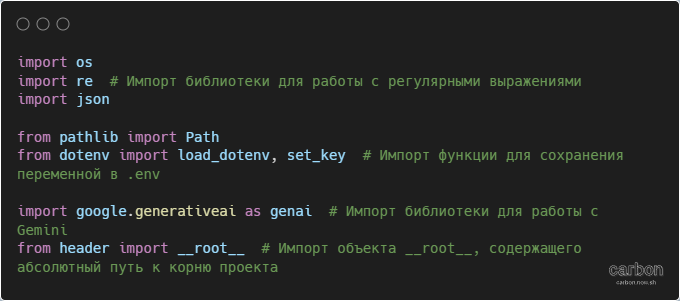 import os
import re  # Импорт библиотеки для работы с регулярными выражениями
import json
from pathlib import Path
from dotenv import load_dotenv, set_key  # Импорт функции для сохранения
переменной в .env
import google.generativeai as genai  # Импорт библиотеки для работы с
Gemini
from header import __root__  # Импорт объекта __root__, содержащего
абсолютный путь к корню проекта
carbon
carbon.now.sh